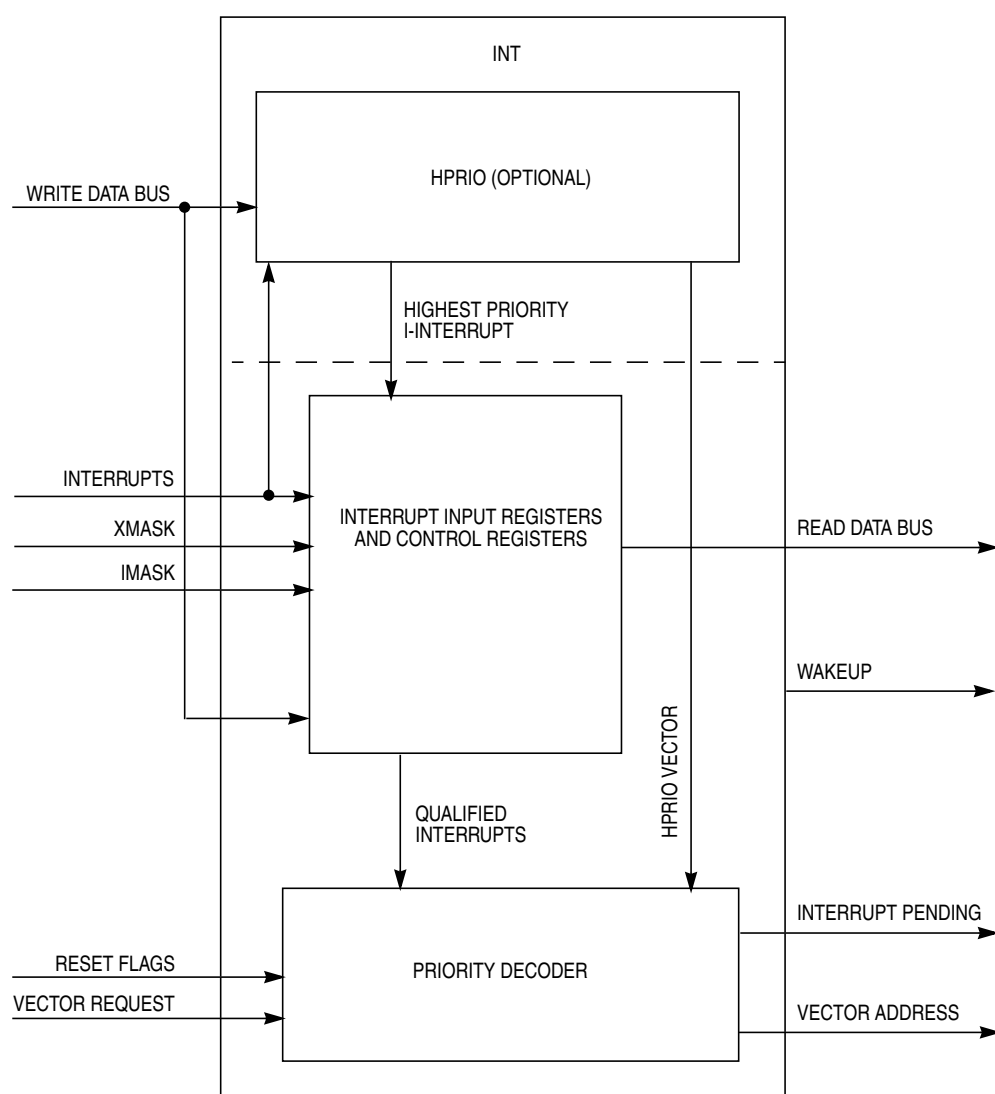 INT
HPRIO (OPTIONAL)
WRITE DATA BUS
HIGHEST PRIORITY
I-INTERRUPT
INTERRUPTS
XMASK
IMASK
INTERRUPT INPUT REGISTERS
AND CONTROL REGISTERS
READ DATA BUS
WAKEUP
HPRIO VECTOR
QUALIFIED
INTERRUPTS
INTERRUPT PENDING
RESET FLAGS
PRIORITY DECODER
VECTOR REQUEST
VECTOR ADDRESS